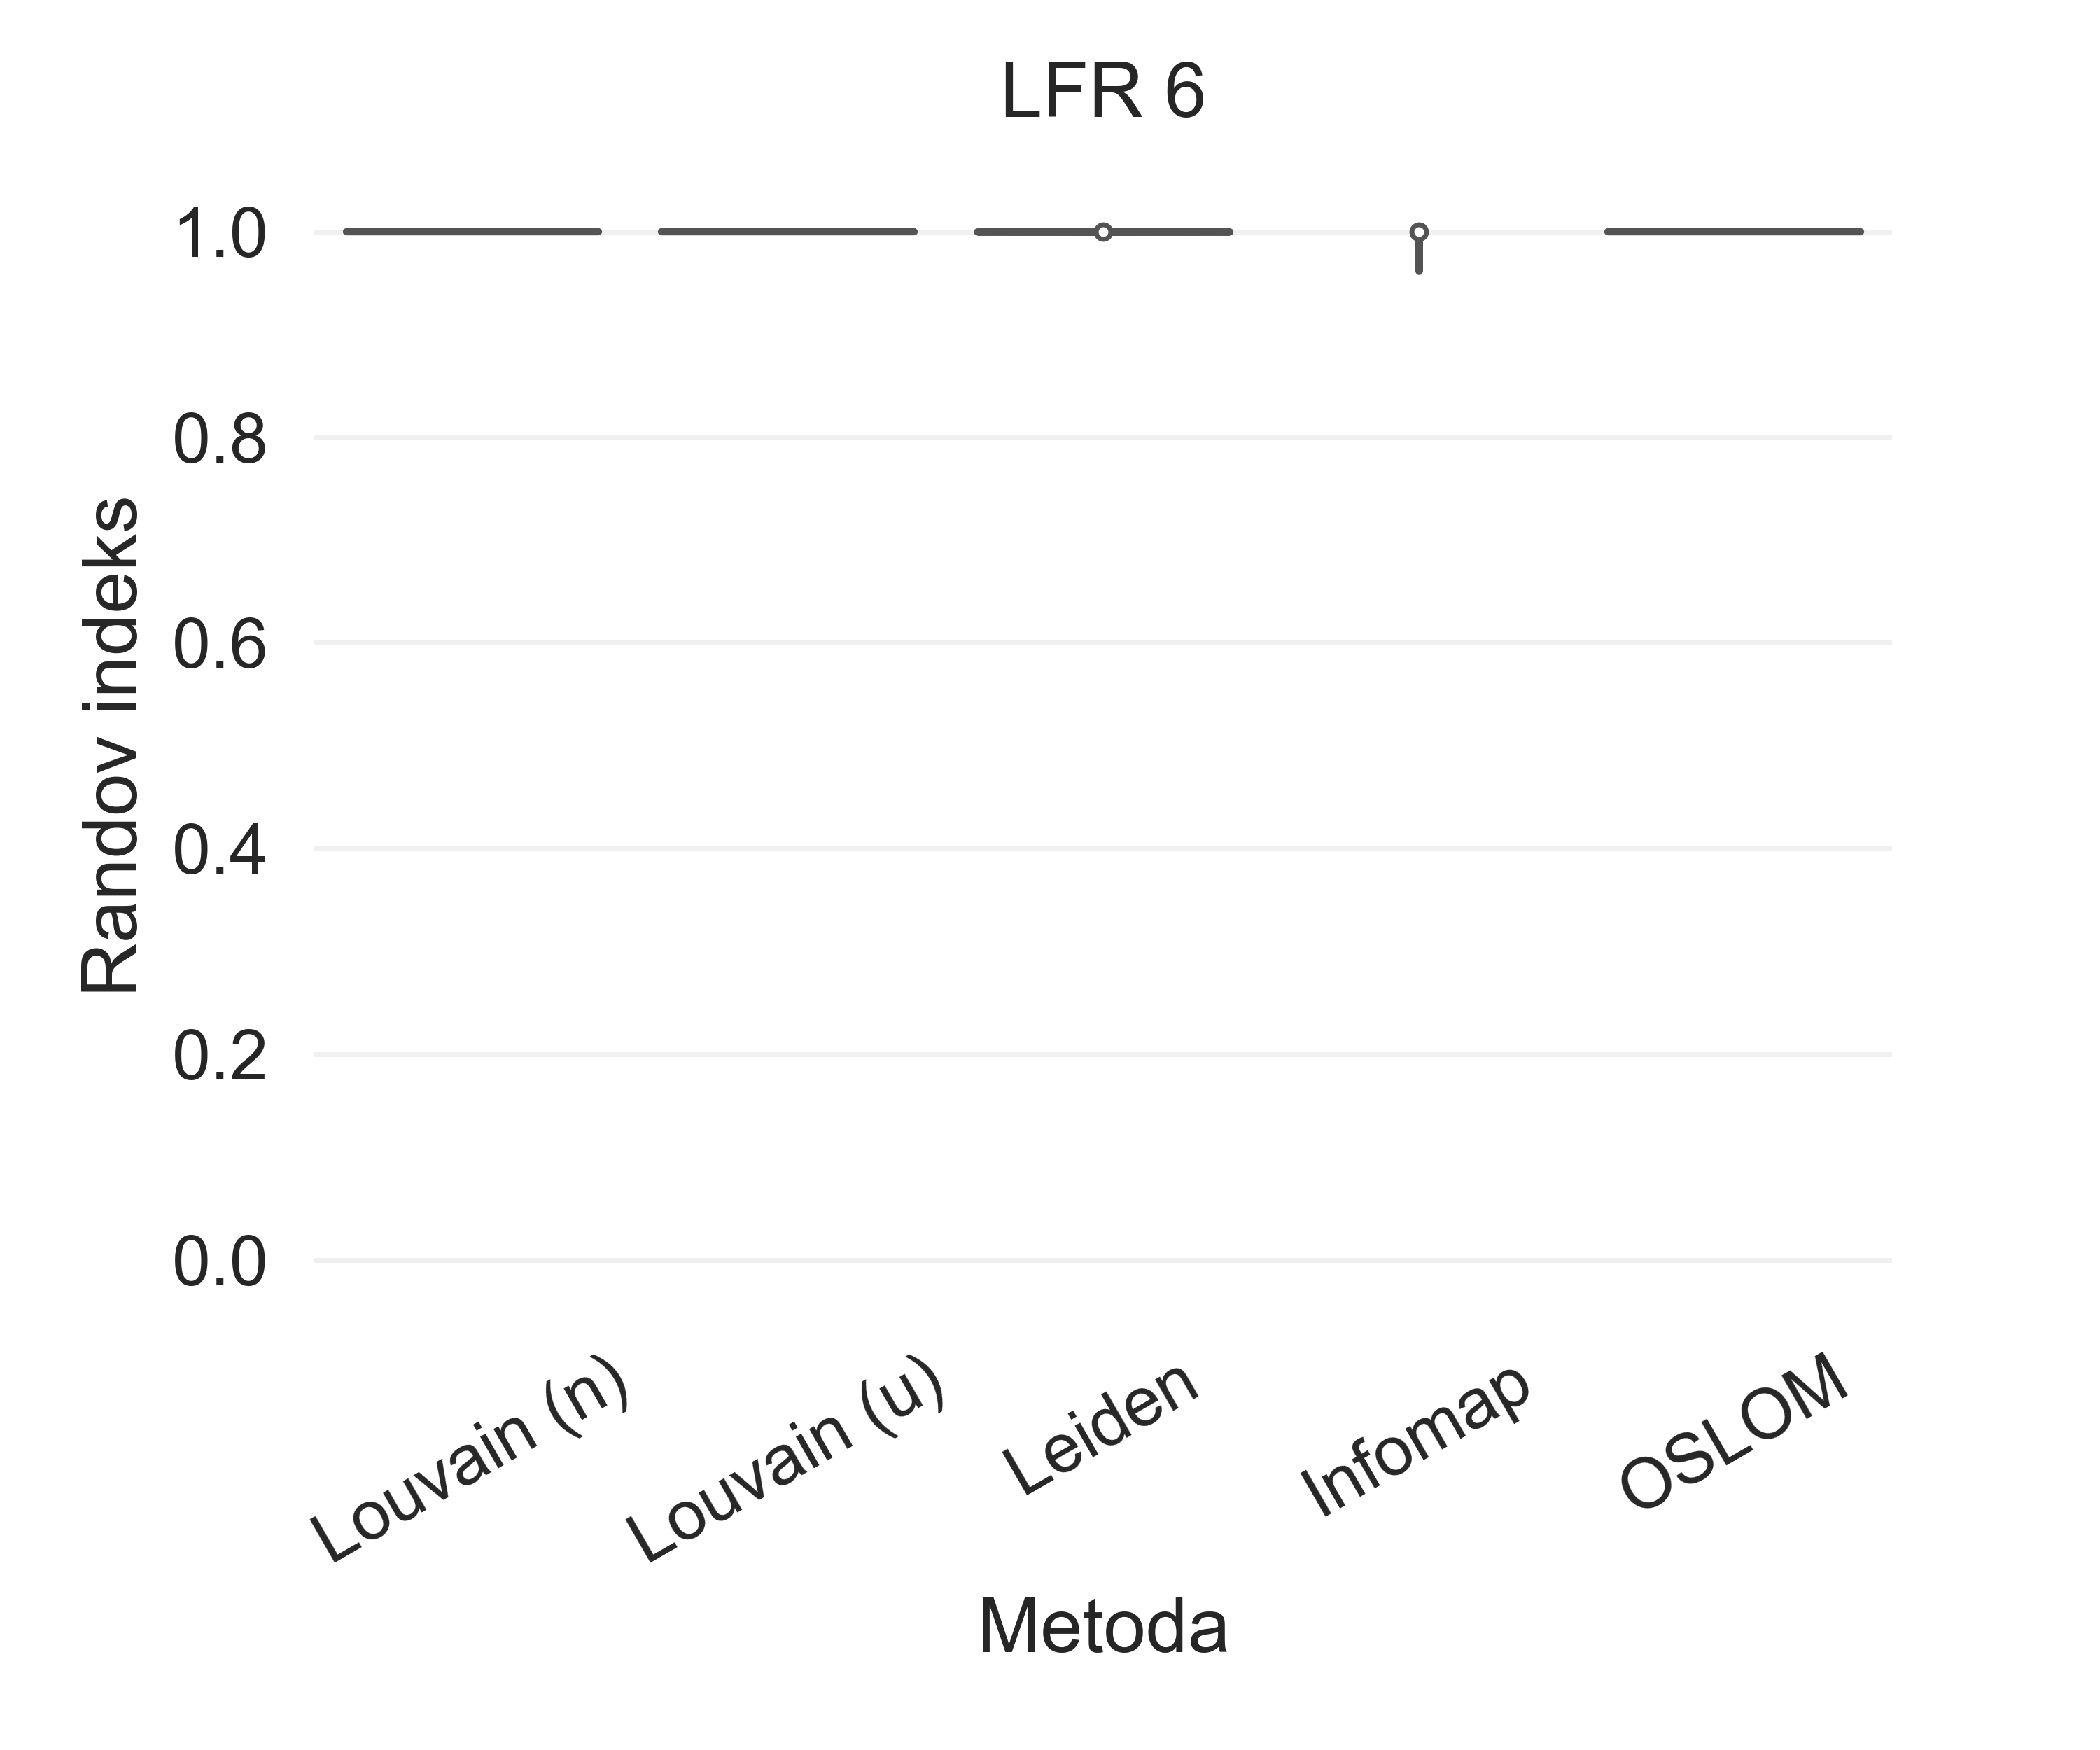 LFR 6
1.0
0.8
0.6
0.4
0.2
0.0
Randov indeks
Louvain (n)
Louvain (u)
Leiden
Infomap
OSLOM
Metoda